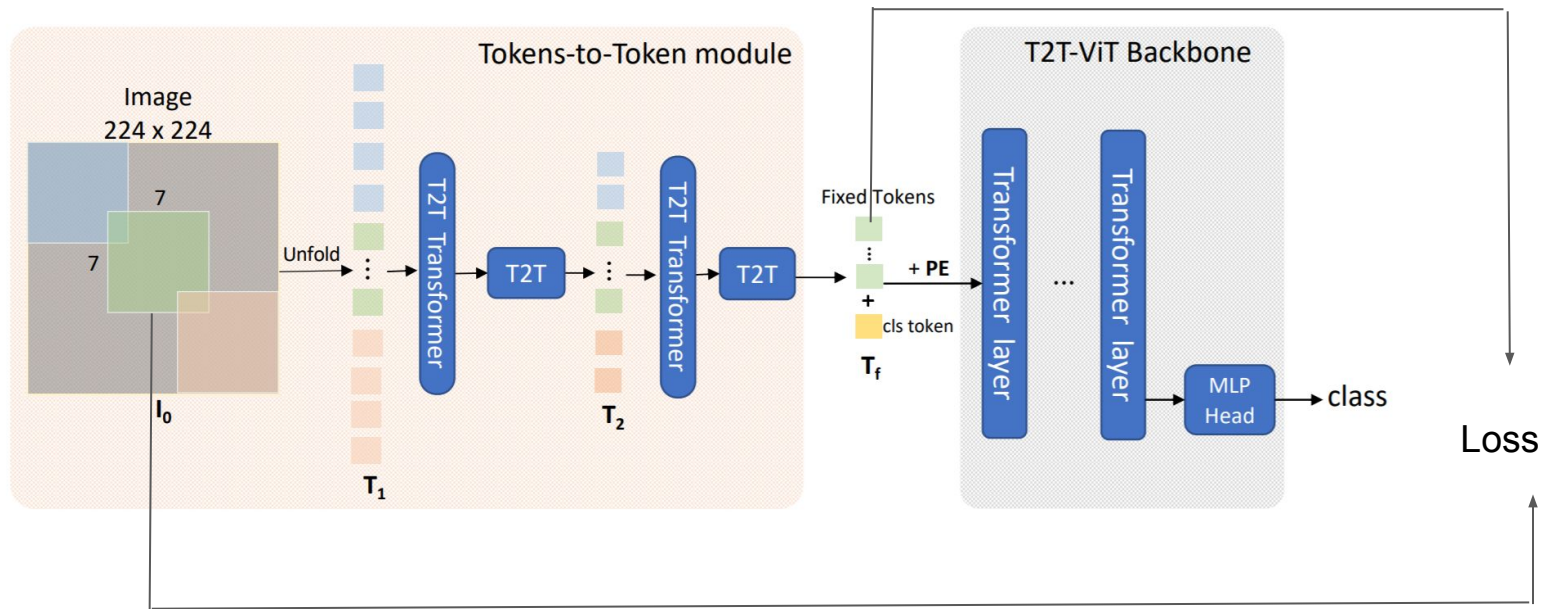 Tokens-to-Token module
Image
224 x 224
7
7
I0
Unfold
⋮
T1
T2T Transformer
T2T
⋮
T2
T2T Transformer
T2T
Fixed Tokens
⋮
+
cls token
Tf
+ PE
T2T-ViT Backbone
Transformer layer
...
Transformer layer
MLP
Head
class
Loss